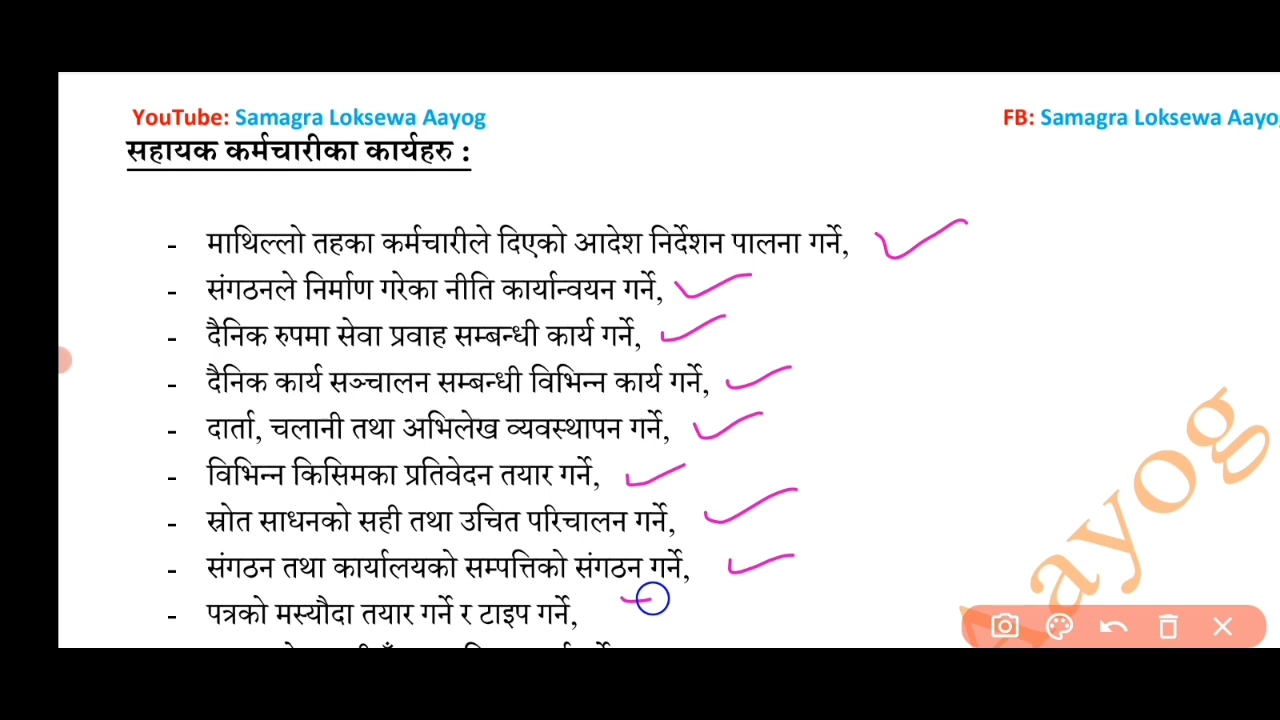 YouTube: Samagra Loksewa Aayog
FB: Samagra Loksewa Aayo
सहायक कर्मचारीका कार्यहरु :
- माथिल्लो तहका कर्मचारीले दिएको आदेश निर्देशन पालना गर्ने,
- संगठनले निर्माण गरेका नीति कार्यान्वयन गर्ने,
- दैनिक रुपमा सेवा प्रवाह सम्बन्धी कार्य गर्ने,
- दैनिक कार्य सञ्चालन सम्बन्धी विभिन्न कार्य गर्ने,
- दार्ता, चलानी तथा अभिलेख व्यवस्थापन गर्ने,
- विभिन्न किसिमका प्रतिवेदन तयार गर्ने,
- स्रोत साधनको सही तथा उचित परिचालन गर्ने,
- संगठन तथा कार्यालयको सम्पत्तिको संगठन गर्ने,
- पत्रको मस्यौदा तयार गर्ने र टाइप गर्ने,
Aayog